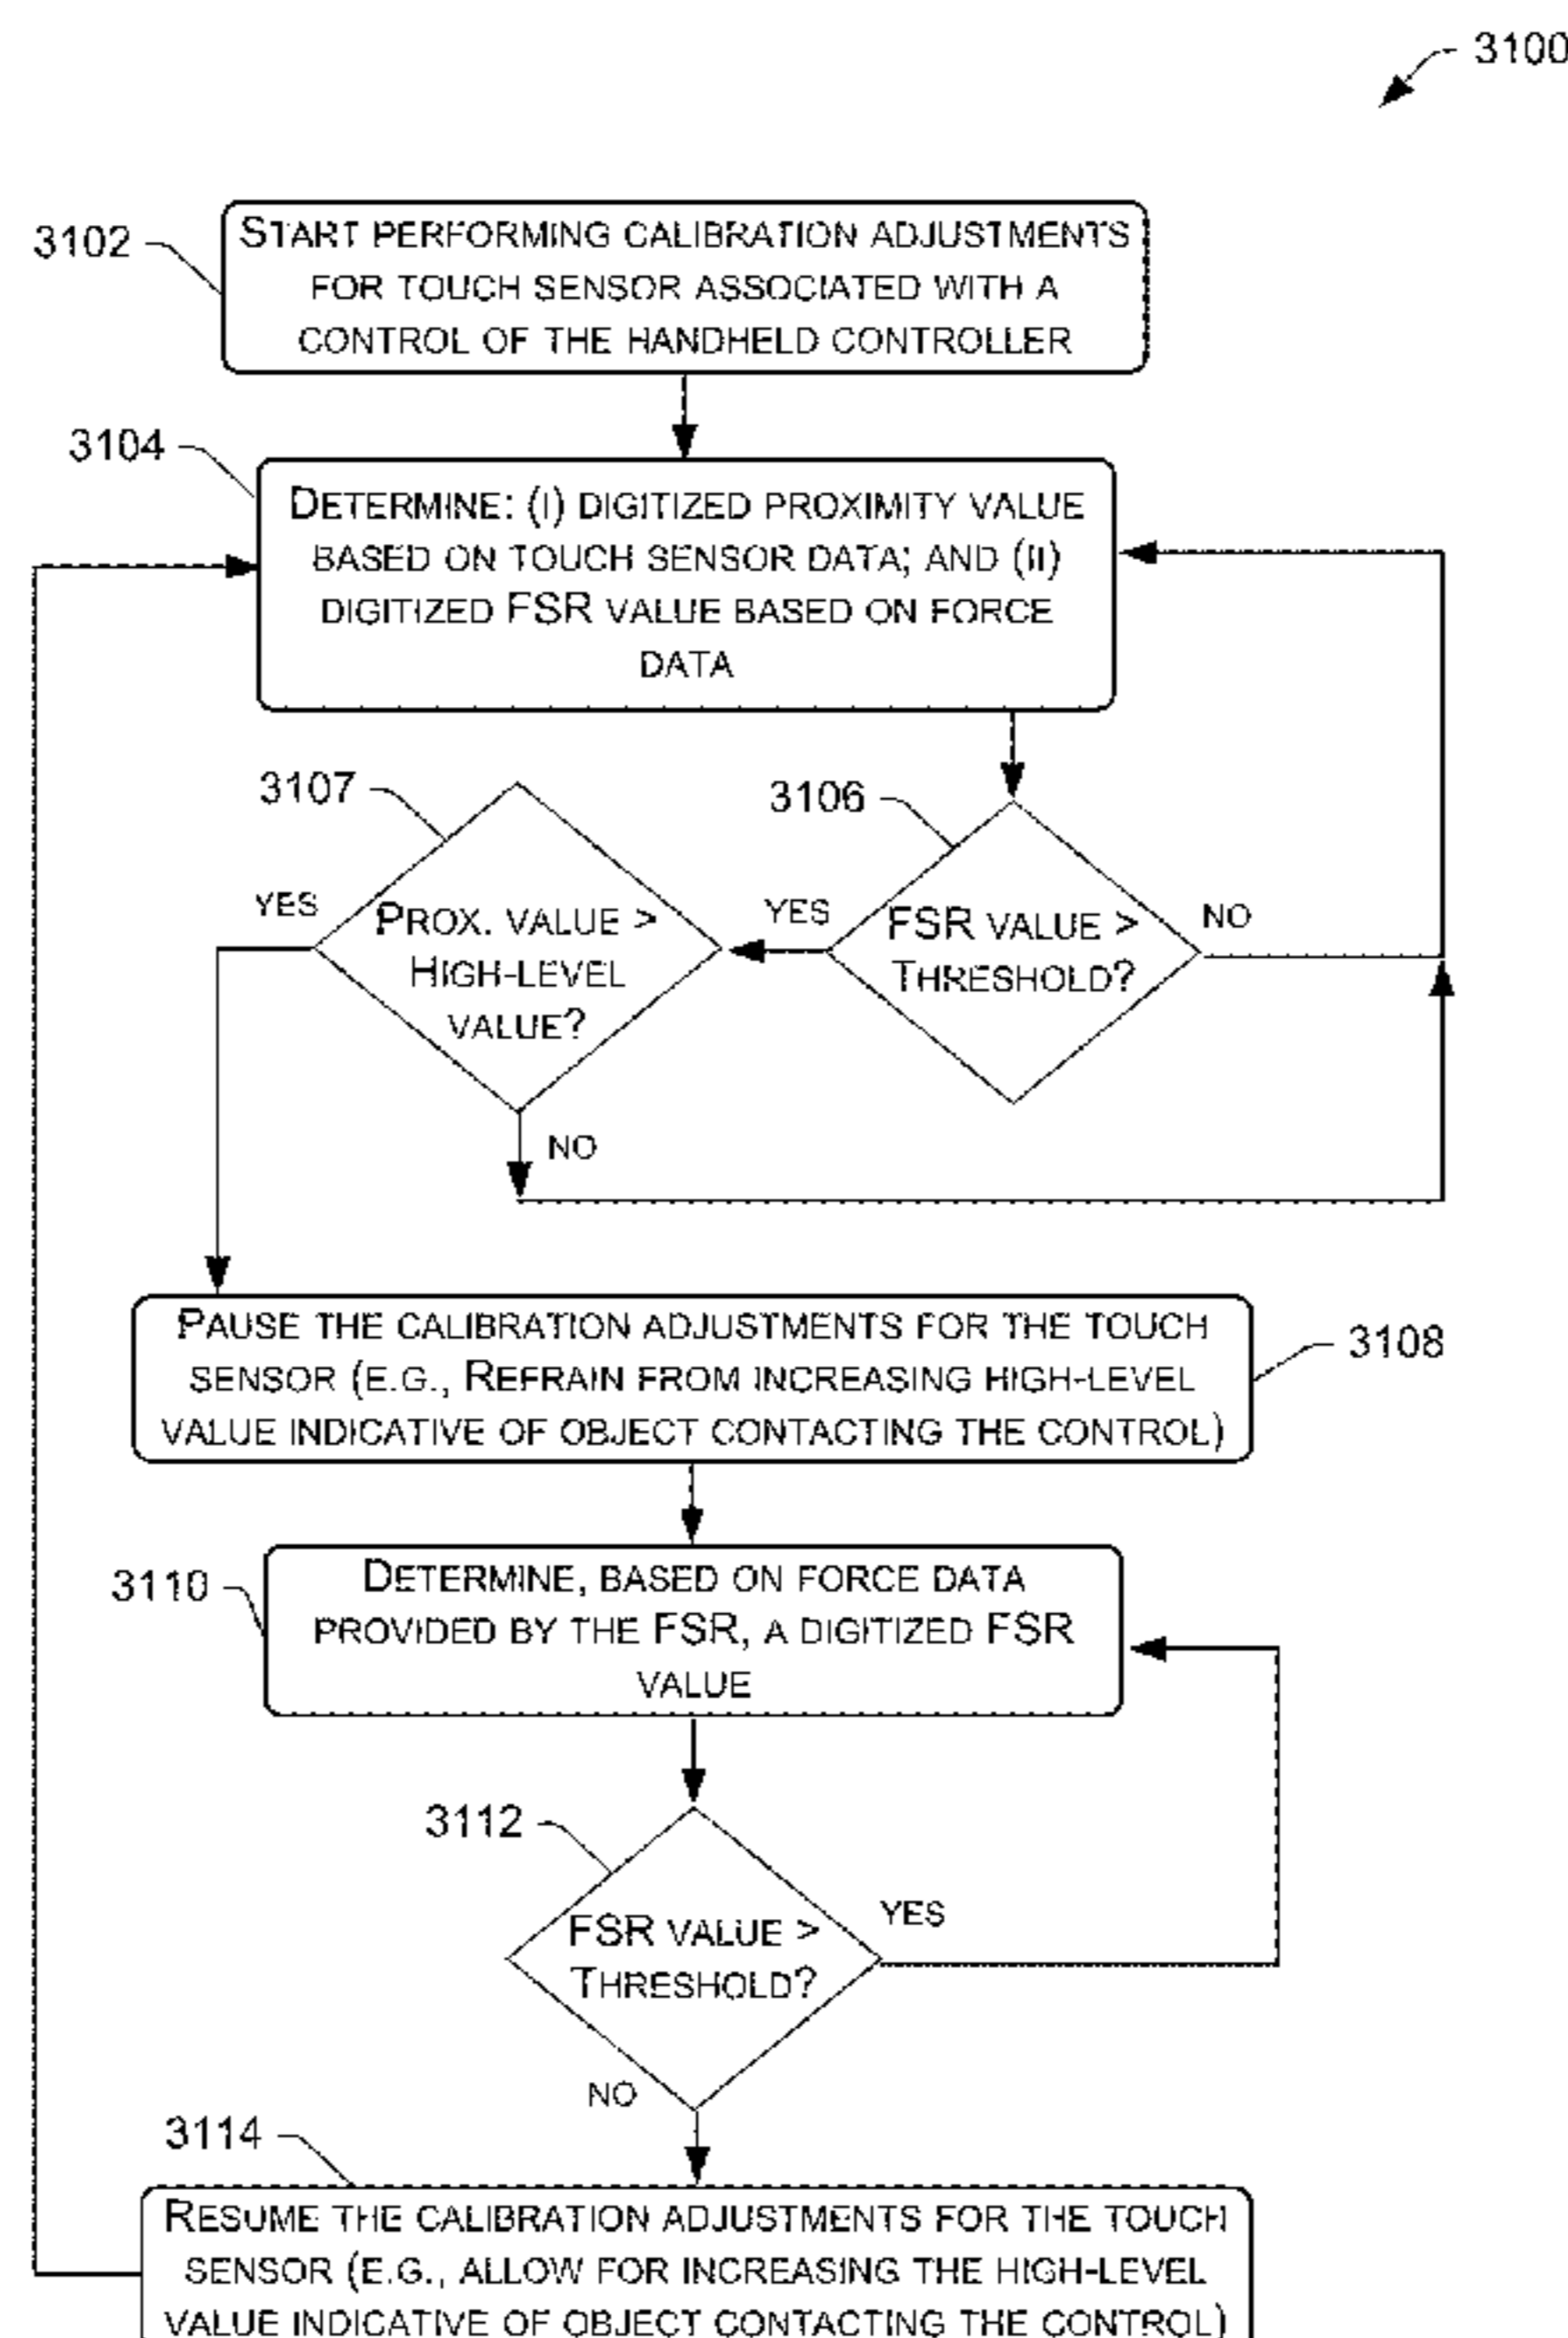 3100
3102
START PERFORMING CALIBRATION ADJUSTMENTS
FOR TOUCH SENSOR ASSOCIATED WITH A
CONTROL OF THE HANDHELD CONTROLLER
3104
DETERMINE: (I) DIGITIZED PROXIMITY VALUE
BASED ON TOUCH SENSOR DATA; AND (II)
DIGITIZED FSR VALUE BASED ON FORCE
DATA
3107
3106
YES
PROX. VALUE >
HIGH-LEVEL
VALUE?
YES
FSR VALUE >
THRESHOLD?
NO
NO
PAUSE THE CALIBRATION ADJUSTMENTS FOR THE TOUCH
SENSOR (E.G., REFRAIN FROM INCREASING HIGH-LEVEL
VALUE INDICATIVE OF OBJECT CONTACTING THE CONTROL)
3108
3110
DETERMINE, BASED ON FORCE DATA
PROVIDED BY THE FSR, A DIGITIZED FSR
VALUE
3112
FSR VALUE >
THRESHOLD?
YES
NO
3114
RESUME THE CALIBRATION ADJUSTMENTS FOR THE TOUCH
SENSOR (E.G., ALLOW FOR INCREASING THE HIGH-LEVEL
VALUE INDICATIVE OF OBJECT CONTACTING THE CONTROL)